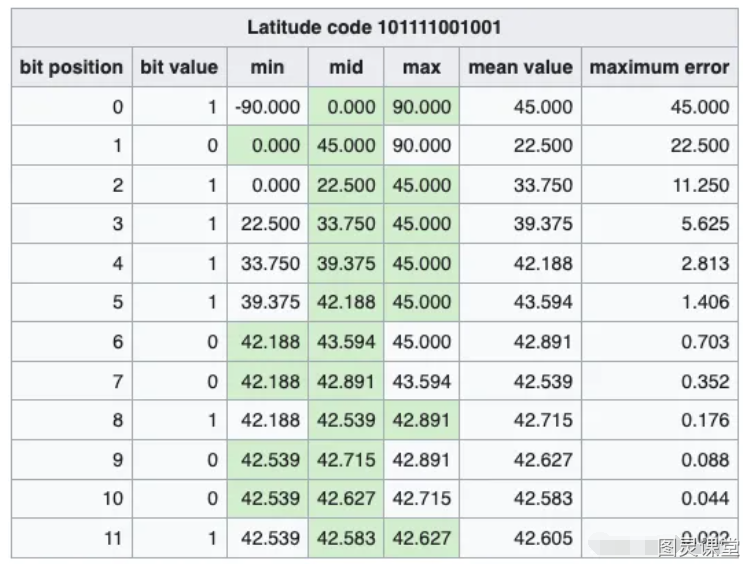 Latitude code 101111001001
bit position bit value min mid max mean value maximum error
0 1 -90.000 0.000 90.000 45.000 45.000
1 0 0.000 45.000 90.000 22.500 22.500
2 1 0.000 22.500 45.000 33.750 11.250
3 1 22.500 33.750 45.000 39.375 5.625
4 1 33.750 39.375 45.000 42.188 2.813
5 1 39.375 42.188 45.000 43.594 1.406
6 0 42.188 43.594 45.000 42.891 0.703
7 0 42.188 42.891 43.594 42.539 0.352
8 1 42.188 42.539 42.891 42.715 0.176
9 0 42.539 42.715 42.891 42.627 0.088
10 0 42.539 42.627 42.715 42.583 0.044
11 1 42.539 42.583 42.627 42.605 0.022
图灵课堂